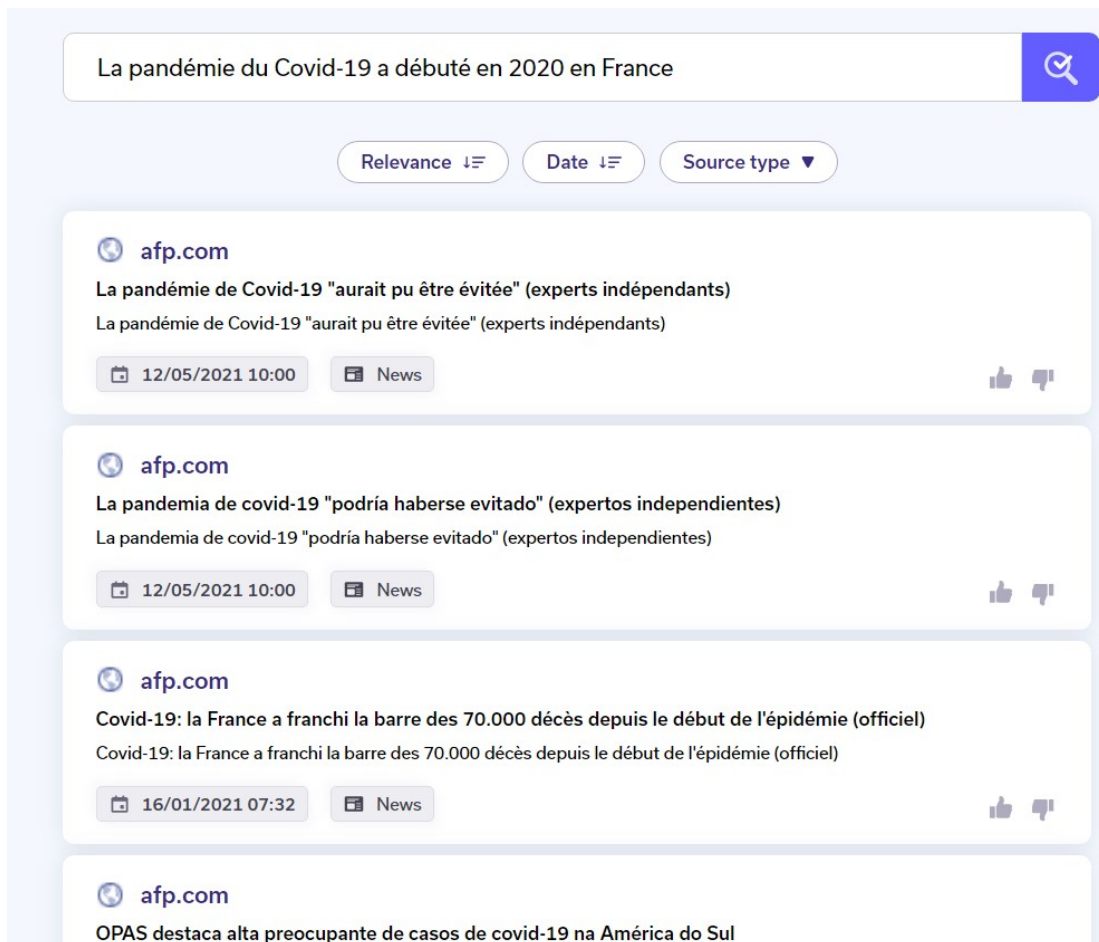 La pandémie du Covid-19 a débuté en 2020 en France
Relevance Date Source type
afp.com
La pandémie de Covid-19 "aurait pu être évitée" (experts indépendants)
La pandémie de Covid-19 "aurait pu être évitée" (experts indépendants)
12/05/2021 10:00 News
afp.com
La pandemia de covid-19 "podría haberse evitado" (expertos independientes)
La pandemia de covid-19 "podría haberse evitado" (expertos independientes)
12/05/2021 10:00 News
afp.com
Covid-19: la France a franchi la barre des 70.000 décès depuis le début de l'épidémie (officiel)
Covid-19: la France a franchi la barre des 70.000 décès depuis le début de l'épidémie (officiel)
16/01/2021 07:32 News
afp.com
OPAS destaca alta preocupante de casos de covid-19 na América do Sul